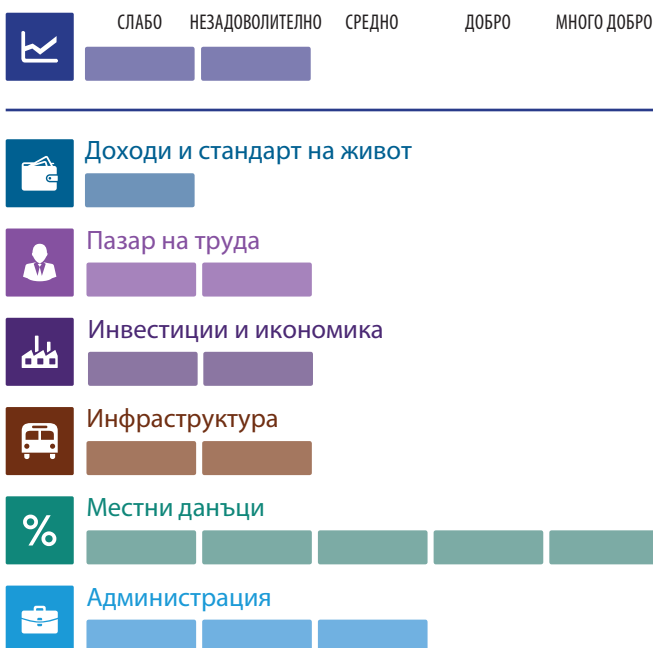 СЛАБО НЕЗАДОВОЛИТЕЛНО СРЕДНО ДОБРО МНОГО ДОБРО
Доходи и стандарт на живот
Пазар на труда
Инвестиции и икономика
Инфраструктура
Местни данъци
%
Администрация